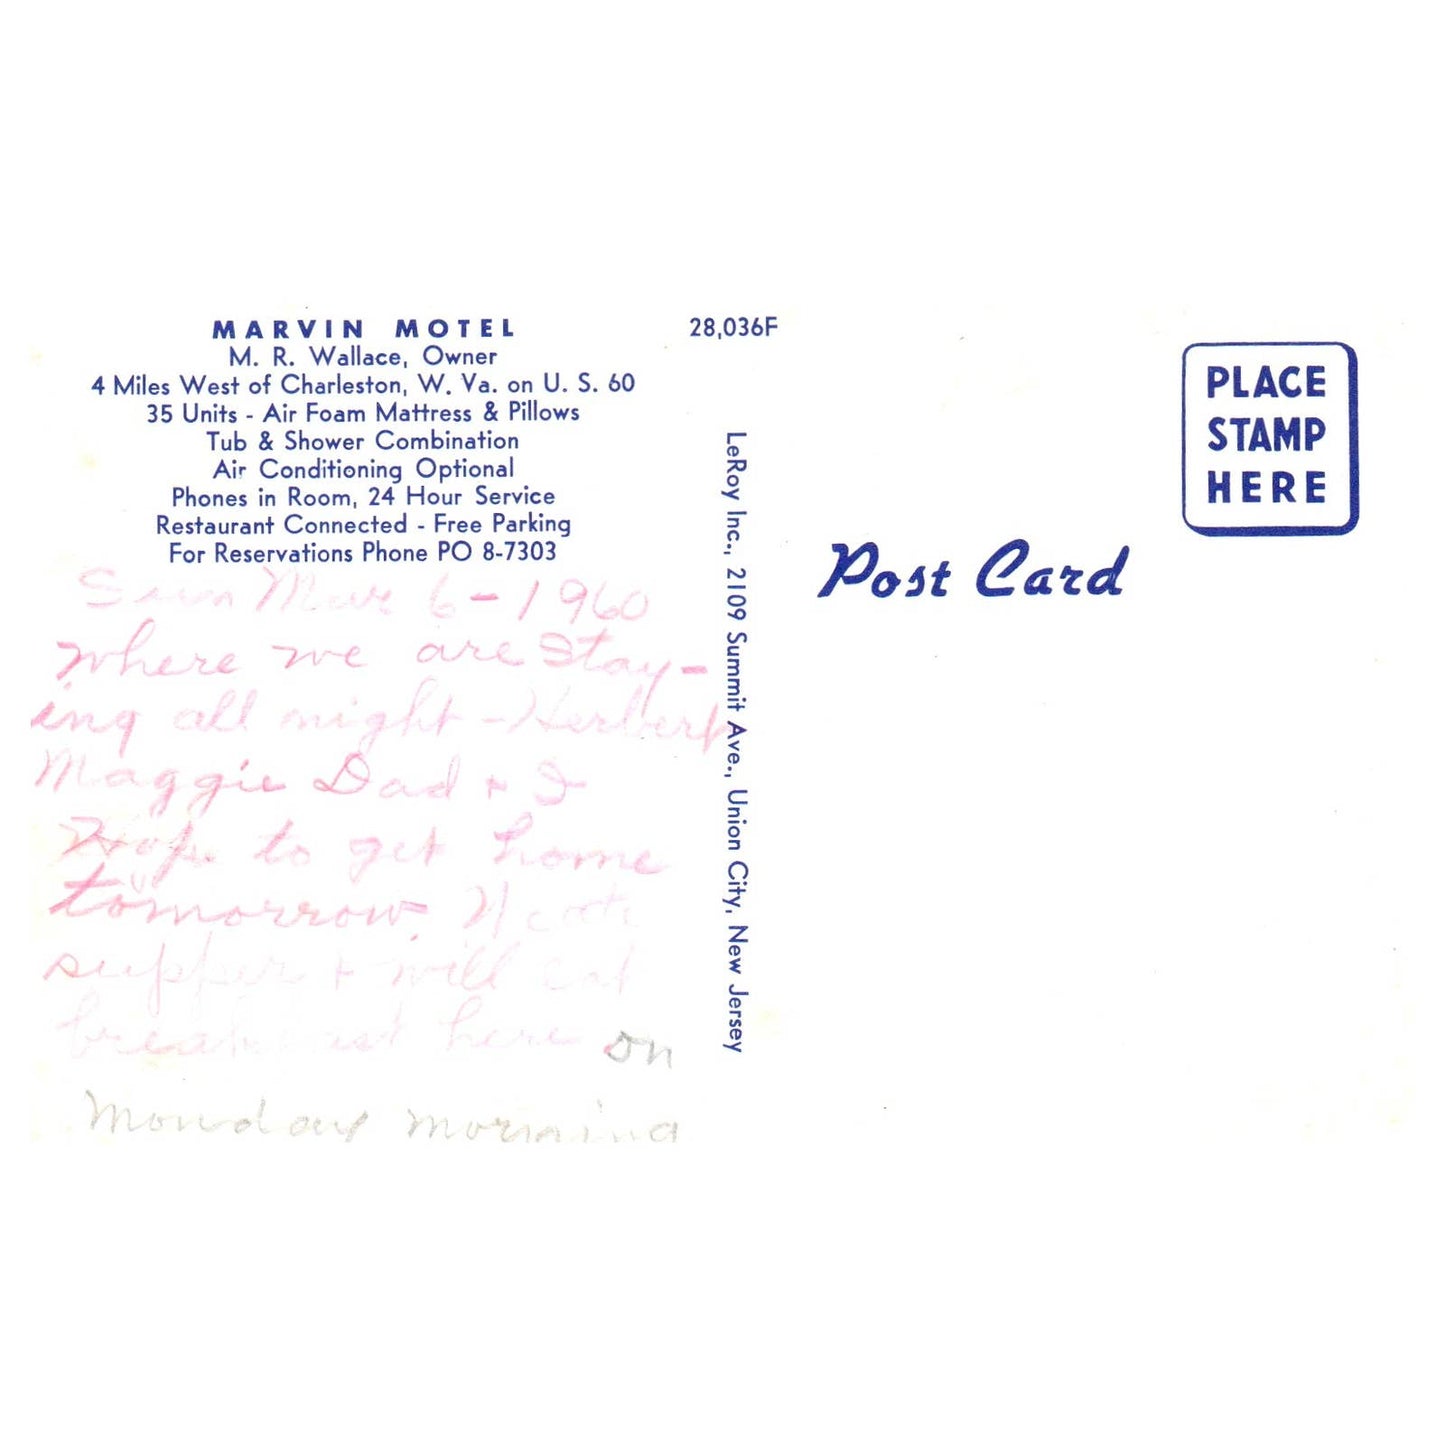 MARVIN MOTEL
M. R. Wallace, Owner
4 Miles West of Charleston, W. Va. on U. S. 60
35 Units - Air Foam Mattress & Pillows
Tub & Shower Combination
Air Conditioning Optional
Phones in Room, 24 Hour Service
Restaurant Connected - Free Parking
For Reservations Phone PO 8-7303
Sun Mar 6-1960
where we are stay-
ing all night - Herbert
Maggie Dad + I
Hope to get home
tomorrow.
supper + will eat
breakfast here on
Monday morning
28,036F
LeRoy Inc., 2109 Summit Ave., Union City, New Jersey
Post Card
PLACE
STAMP
HERE